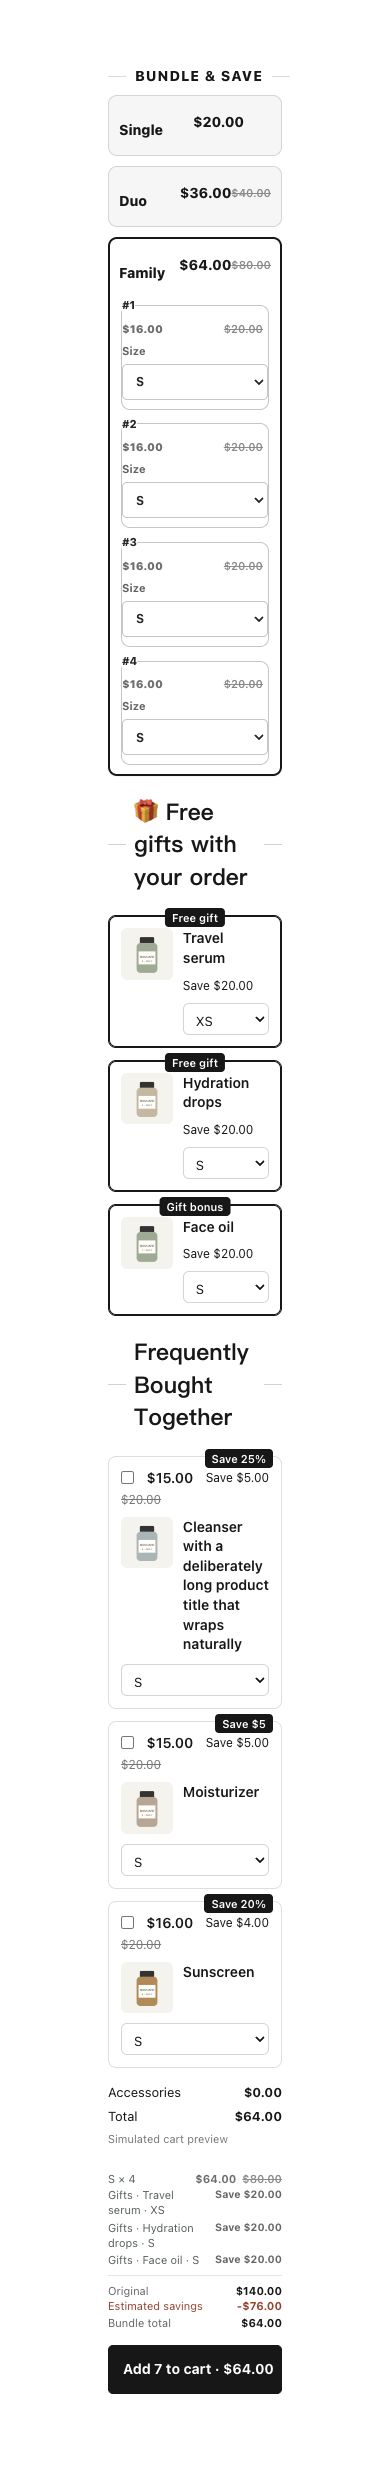 BUNDLE & SAVE
Single $20.00
Duo $36.00 $40.00
Family $64.00 $80.00
#1
$16.00 $20.00
Size
S
#2
$16.00 $20.00
Size
S
#3
$16.00 $20.00
Size
S
#4
$16.00 $20.00
Size
S
🎁 Free
gifts with
your order
Free gift
Travel
serum
Save $20.00
XS
Free gift
Hydration
drops
Save $20.00
S
Gift bonus
Face oil
Save $20.00
S
Frequently
Bought
Together
Save 25%
$15.00 Save $5.00
$20.00
Cleanser
with a
deliberately
long product
title that
wraps
naturally
S
Save $5
$15.00 Save $5.00
$20.00
Moisturizer
S
Save 20%
$16.00 Save $4.00
$20.00
Sunscreen
S
Accessories $0.00
Total $64.00
Simulated cart preview
S × 4 $64.00 $80.00
Gifts · Travel Save $20.00
serum · XS
Gifts · Hydration Save $20.00
drops · S
Gifts · Face oil · S Save $20.00
Original $140.00
Estimated savings -$76.00
Bundle total $64.00
Add 7 to cart · $64.00